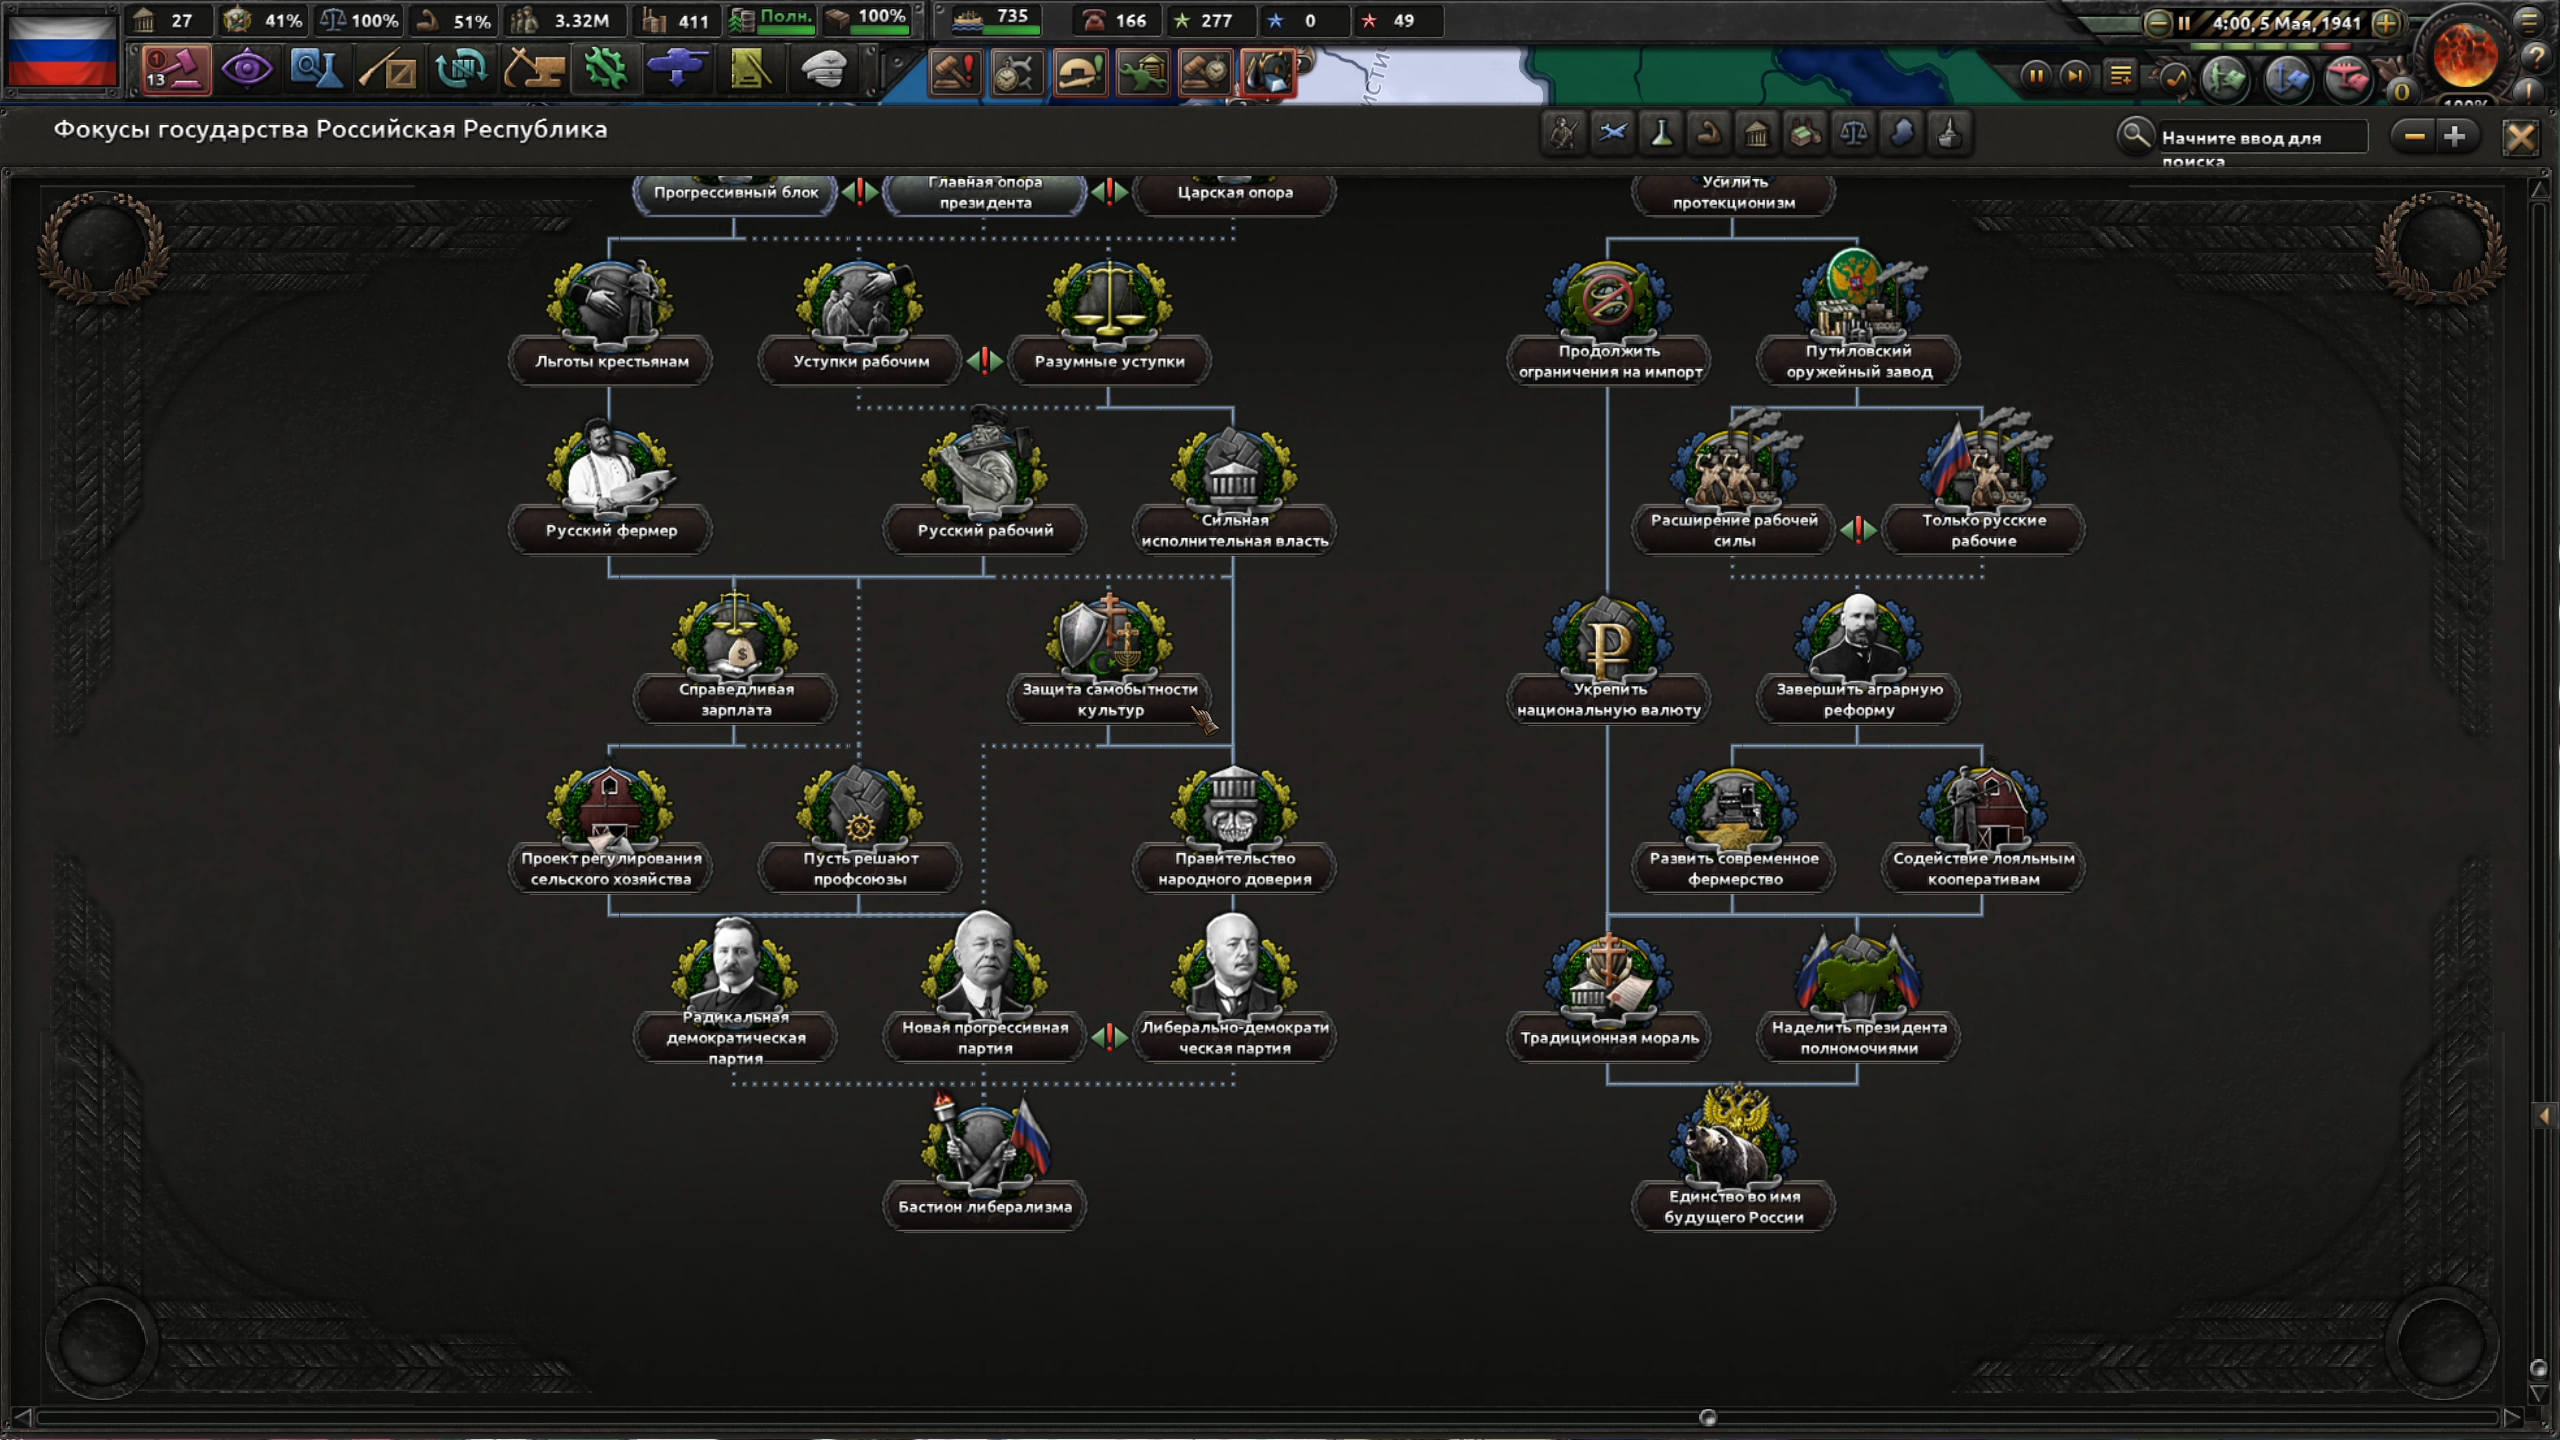 27
41%
100%
51%
3.32M
411
Полн.
100%
735
166
277
0
49
4:00, 5 Мая, 1941
13
0
100%
Фокусы государства Российская Республика
Начните ввод для
поиска
Прогрессивный блок
Главная опора
президента
Царская опора
Усилить
протекционизм
Льготы крестьянам
Уступки рабочим
Разумные уступки
Продолжить
ограничения на импорт
Путиловский
оружейный завод
Русский фермер
Русский рабочий
Сильная
исполнительная власть
Расширение рабочей
силы
Только русские
рабочие
Справедливая
зарплата
Защита самобытности
культур
Укрепить
национальную валюту
Завершить аграрную
реформу
Проект регулирования
сельского хозяйства
Пусть решают
профсоюзы
Правительство
народного доверия
Развить современное
фермерство
Содействие лояльным
кооперативам
Радикальная
демократическая
партия
Новая прогрессивная
партия
Либерально-демократи
ческая партия
Традиционная мораль
Наделить президента
полномочиями
Бастион либерализма
Единство во имя
будущего России